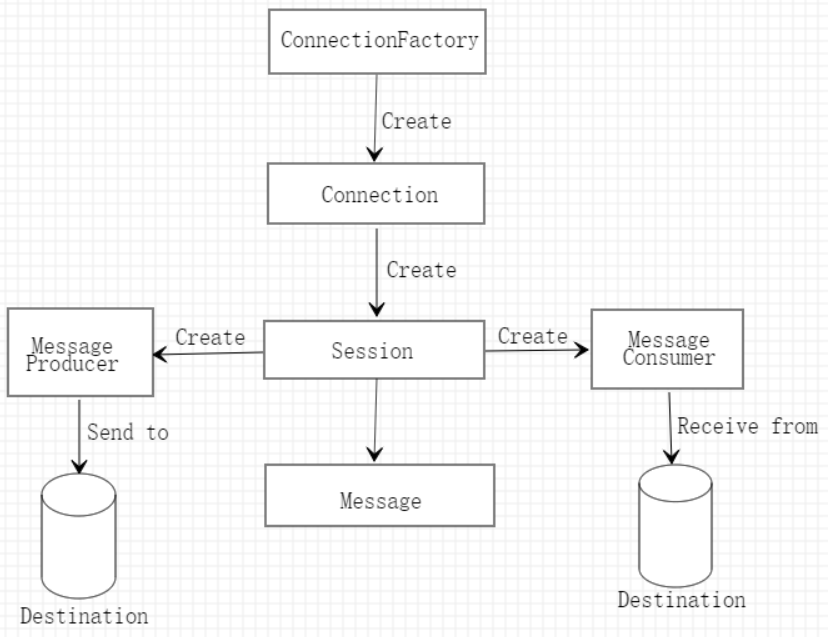 ConnectionFactory
Create
Connection
Create
Message
Producer
Create
Session
Create
Message
Consumer
Send to
Receive from
Message
Destination
Destination